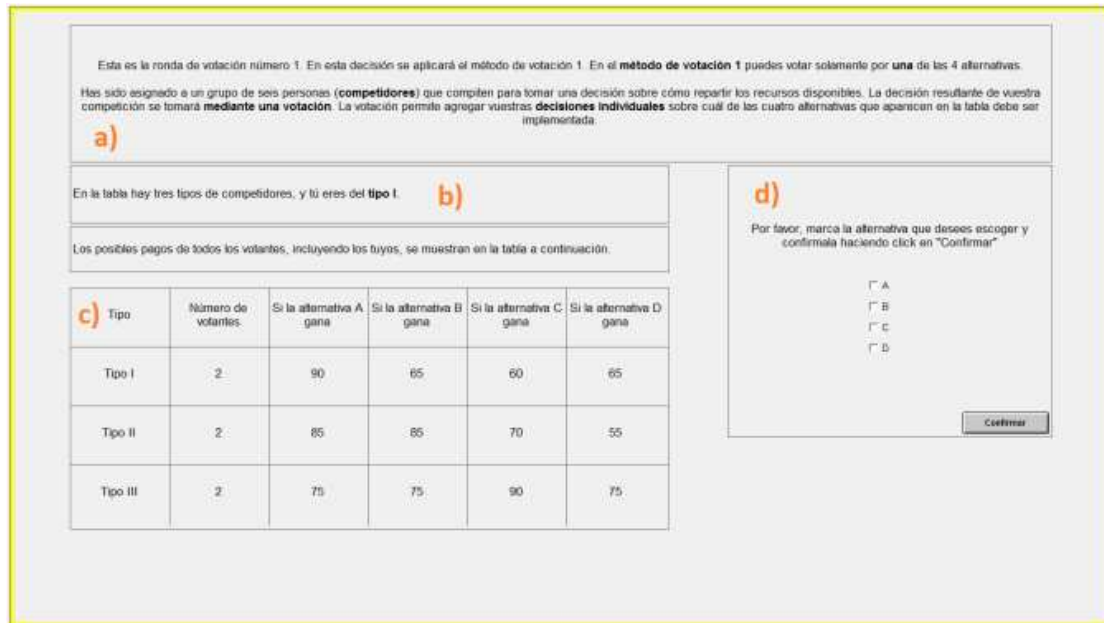 Esta es la ronda de votación número 1. En esta decisión se aplicará el método de votación 1. En el método de votación 1 puedes votar solamente por una de las 4 alternativas.
Has sido asignado a un grupo de seis personas (competidores) que compiten para tomar una decisión sobre cómo repartir los recursos disponibles. La decisión resultante de vuestra
competición se tomará mediante una votación. La votación permite agregar vuestras decisiones individuales sobre cuál de las cuatro alternativas que aparecen en la tabla debe ser
implementada.
a)
En la tabla hay tres tipos de competidores, y tú eres del tipo I.
b)
Los posibles pagos de todos los votantes, incluyendo los tuyos, se muestran en la tabla a continuación.
c) Tipo
Número de
votantes
Si la alternativa A
gana
Si la alternativa B
gana
Si la alternativa C
gana
Si la alternativa D
gana
Tipo I 2 90 65 60 65
Tipo II 2 85 85 70 55
Tipo III 2 75 75 90 75
d)
Por favor, marca la alternativa que desees escoger y
confirmala haciendo click en "Confirmar"
A
B
C
D
Confirmar